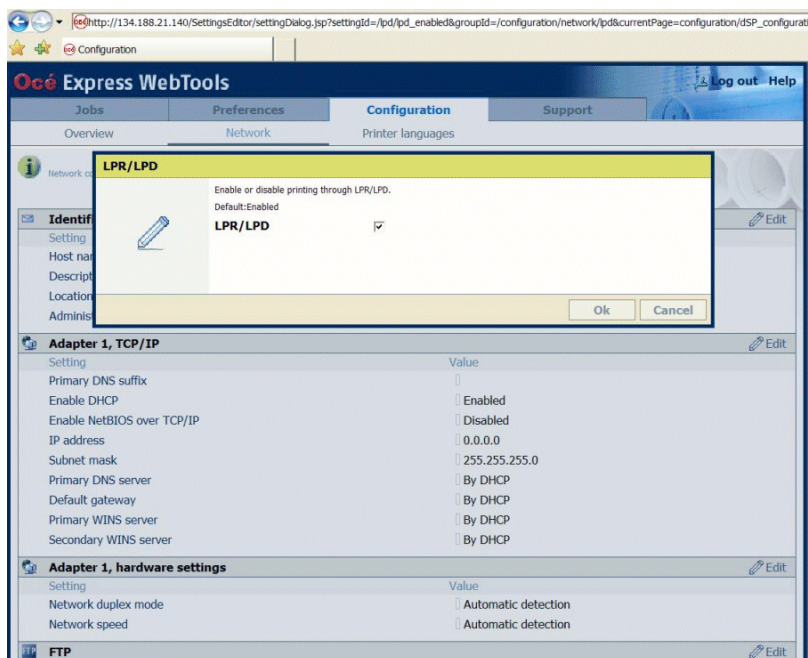 http://134.188.21.140/SettingsEditor/settingDialog.jsp?settingId=/lpd/lpd_enabled&groupId=/configuration/network/lpd&currentPage=configuration/dSP_configurati
Configuration
Océ Express WebTools
Log out Help
Jobs Preferences Configuration Support
Overview Network Printer languages
Network co
LPR/LPD
Enable or disable printing through LPR/LPD.
Default:Enabled
LPR/LPD
Ok Cancel
Identifi Edit
Setting
Host nar
Descript
Location
Administ
Adapter 1, TCP/IP Edit
Setting Value
Primary DNS suffix
Enable DHCP Enabled
Enable NetBIOS over TCP/IP Disabled
IP address 0.0.0.0
Subnet mask 255.255.255.0
Primary DNS server By DHCP
Default gateway By DHCP
Primary WINS server By DHCP
Secondary WINS server By DHCP
Adapter 1, hardware settings Edit
Setting Value
Network duplex mode Automatic detection
Network speed Automatic detection
FTP FTP Edit